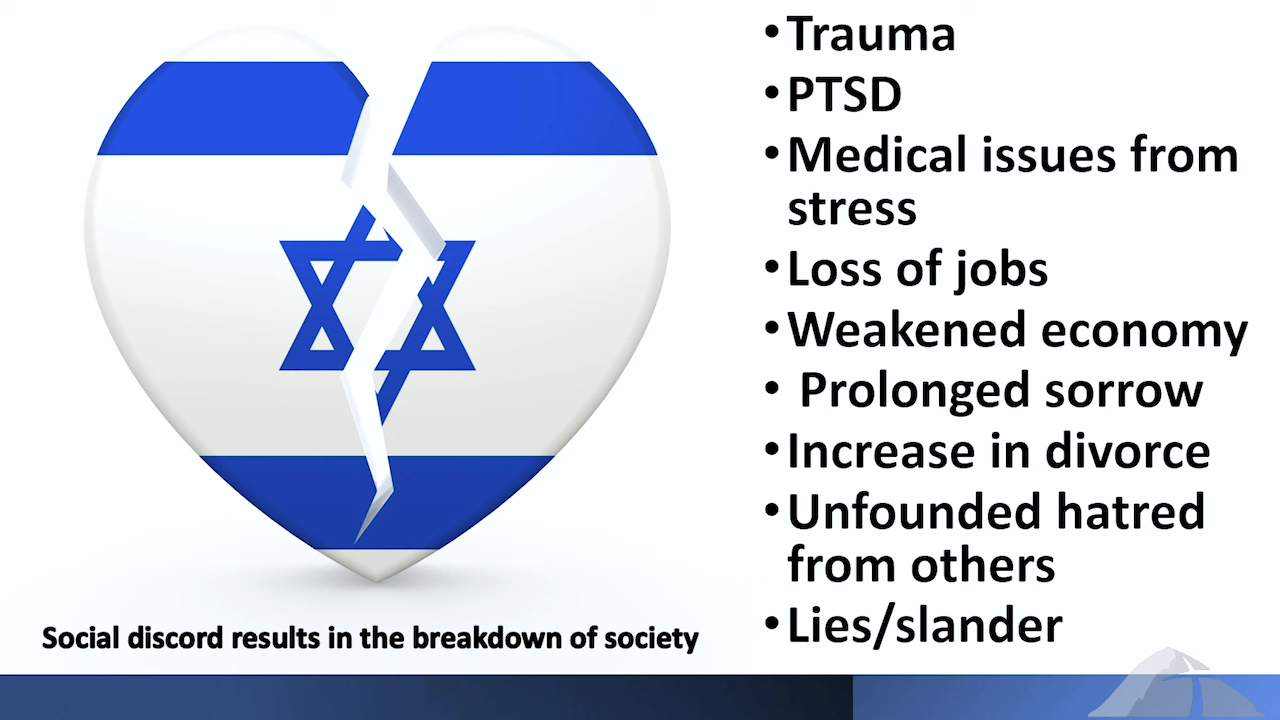 • Trauma
• PTSD
• Medical issues from
stress
• Loss of jobs
• Weakened economy
• Prolonged sorrow
• Increase in divorce
• Unfounded hatred
from others
• Lies/slander
Social discord results in the breakdown of society